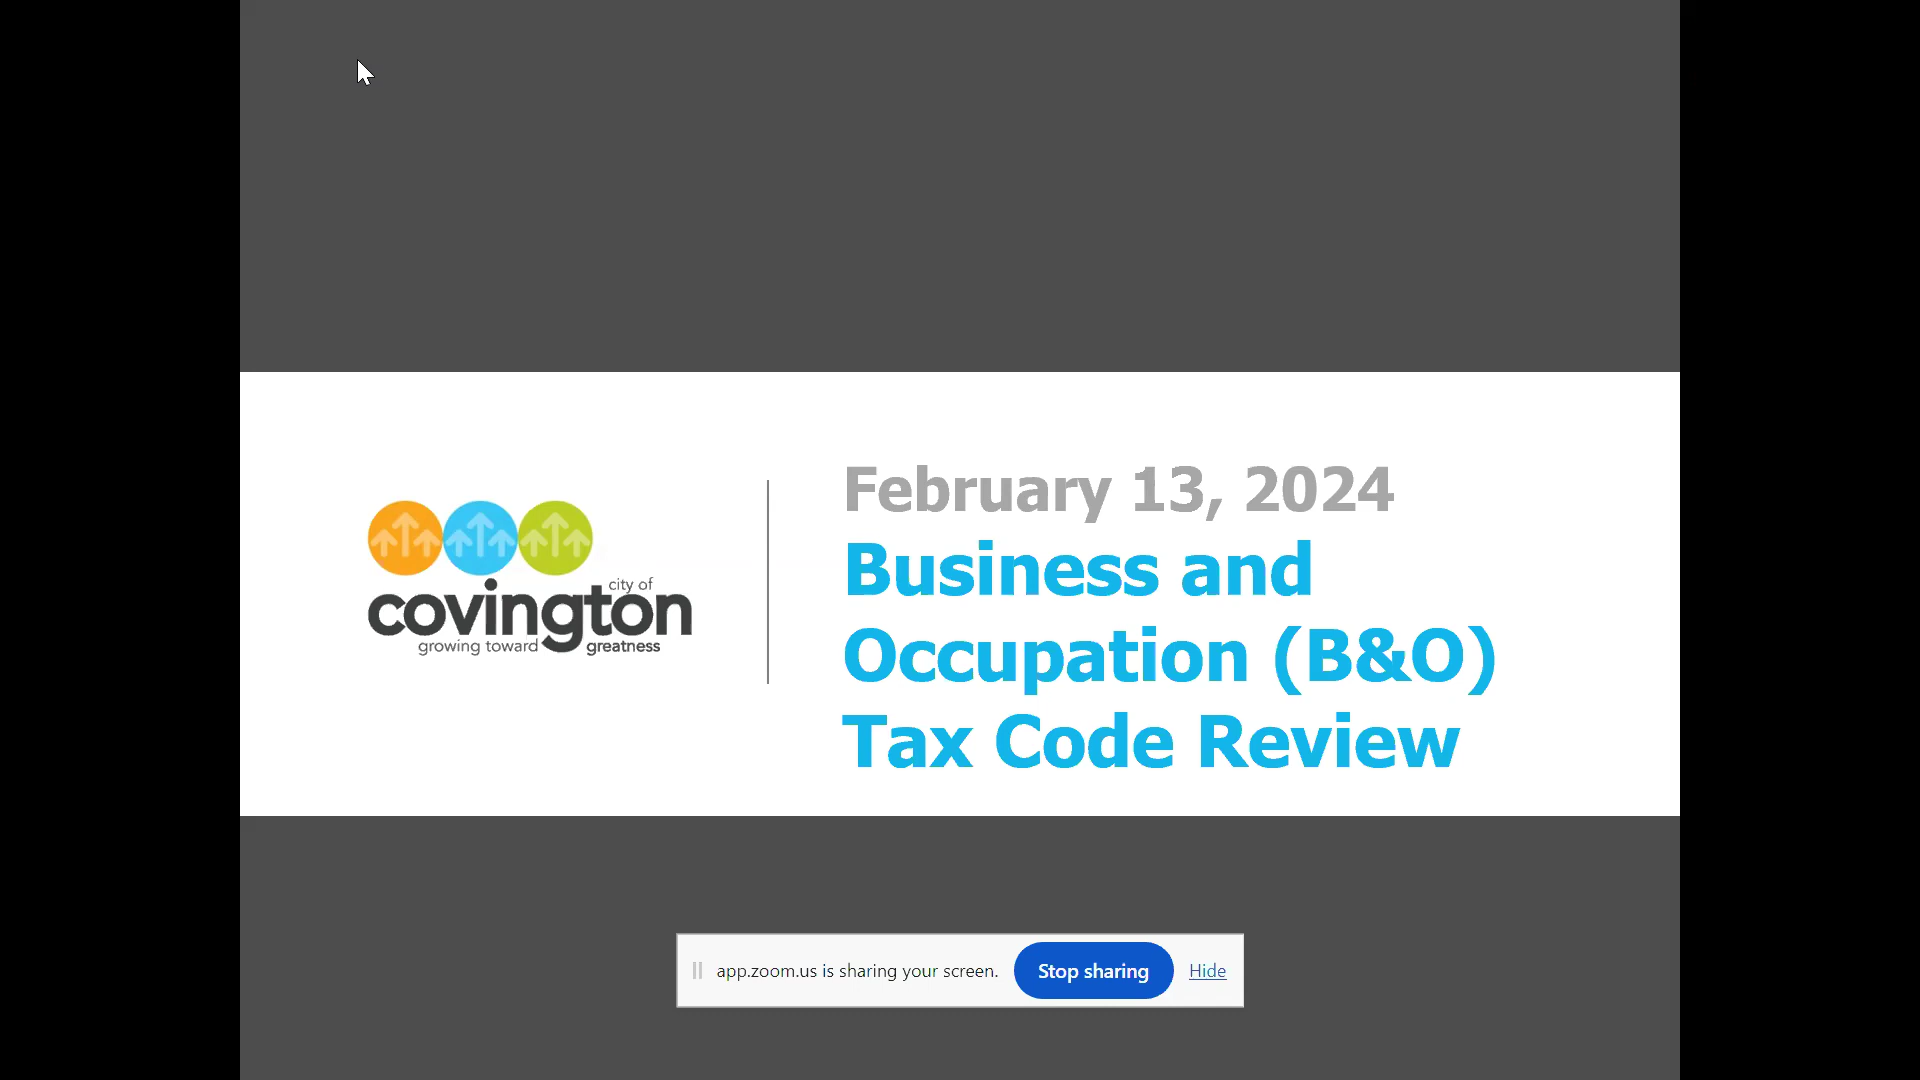 city of
covington
growing toward greatness
February 13, 2024
Business and
Occupation (B&O)
Tax Code Review
app.zoom.us is sharing your screen. Stop sharing Hide